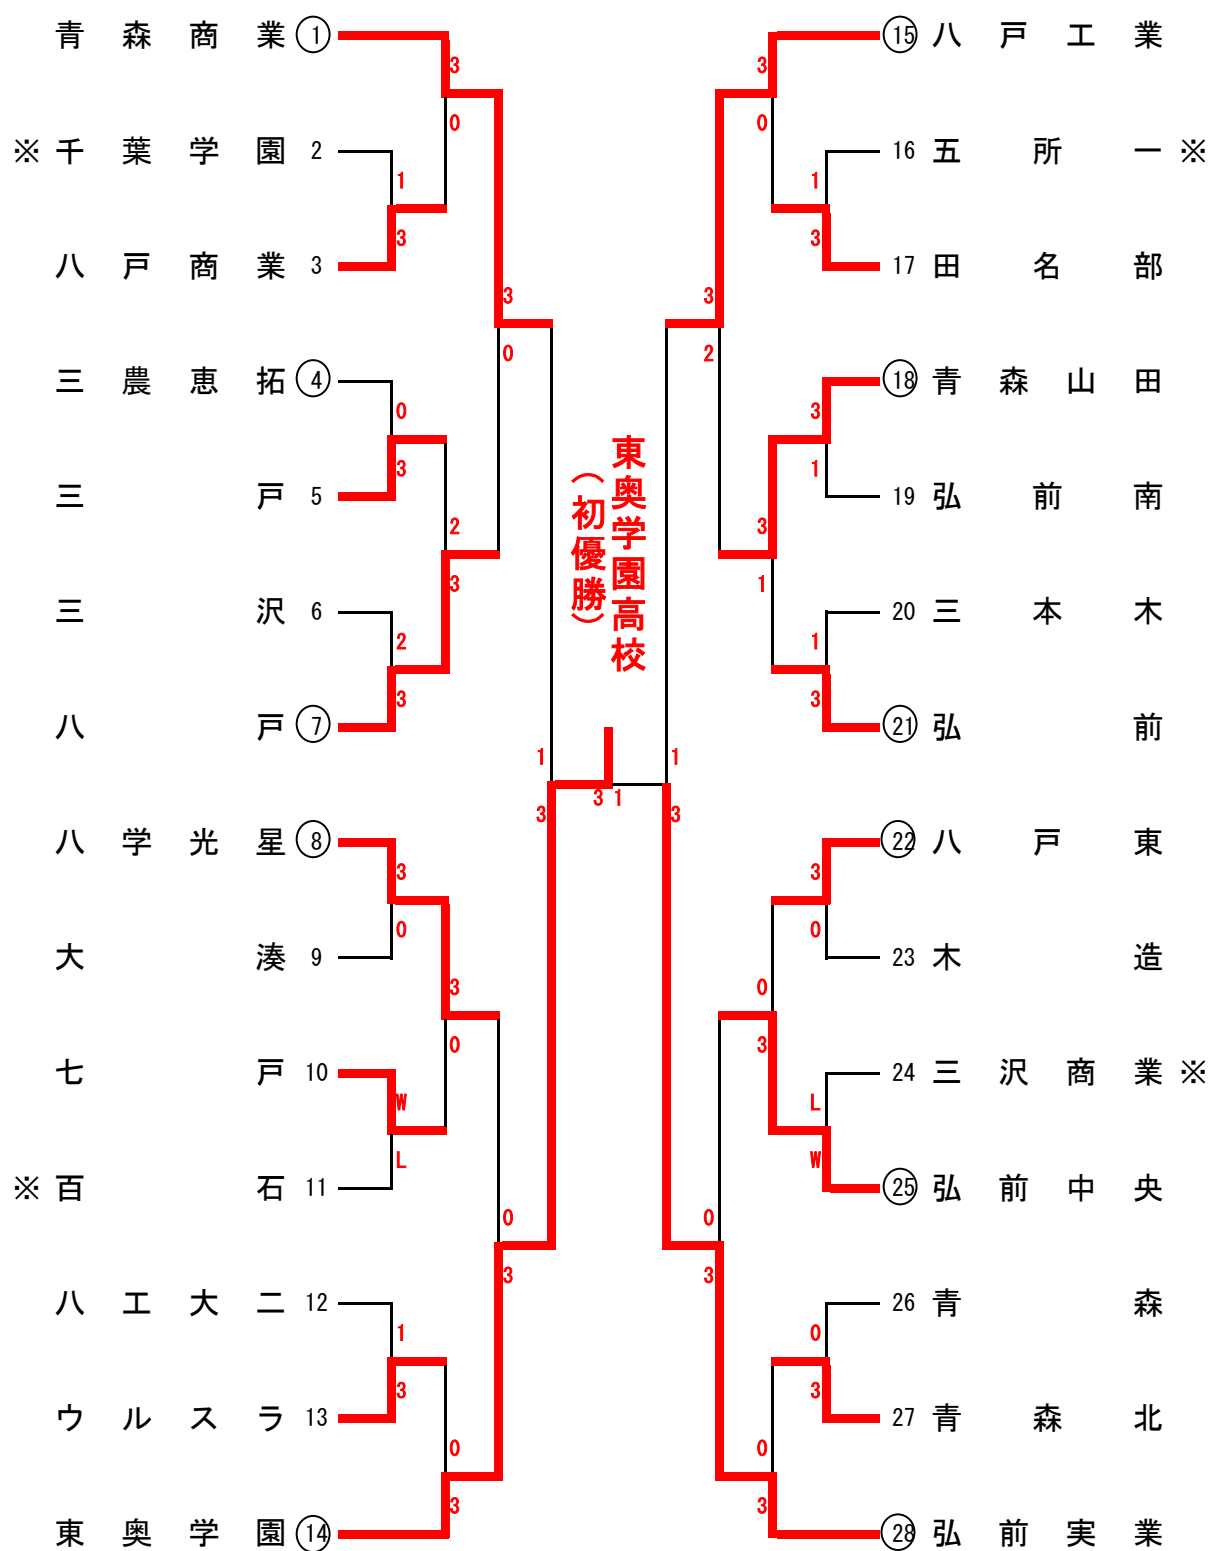 青森商業 1
3
0
※ 千葉学園 2
1
3
八戸商業 3
3
0
三農恵拓 4
0
3
三戸 5
2
3
三沢 6
2
3
八戸 7
1
3
八学光星 8
3
0
大湊 9
3
0
七戸 10
W
L
※ 百石 11
0
3
八工大二 12
1
3
ウルスラ 13
0
3
東奥学園 14
東奥学園高校
（初優勝）
3 1
15 八戸工業
3
0
16 五所一 ※
1
3
17 田名部
3
2
18 青森山田
3
1
19 弘前南
3
1
20 三本木
1
3
21 弘前
1
3
22 八戸東
3
0
23 木造
0
3
24 三沢商業 ※
L
W
25 弘前中央
0
3
26 青森
0
3
27 青森北
0
3
28 弘前実業